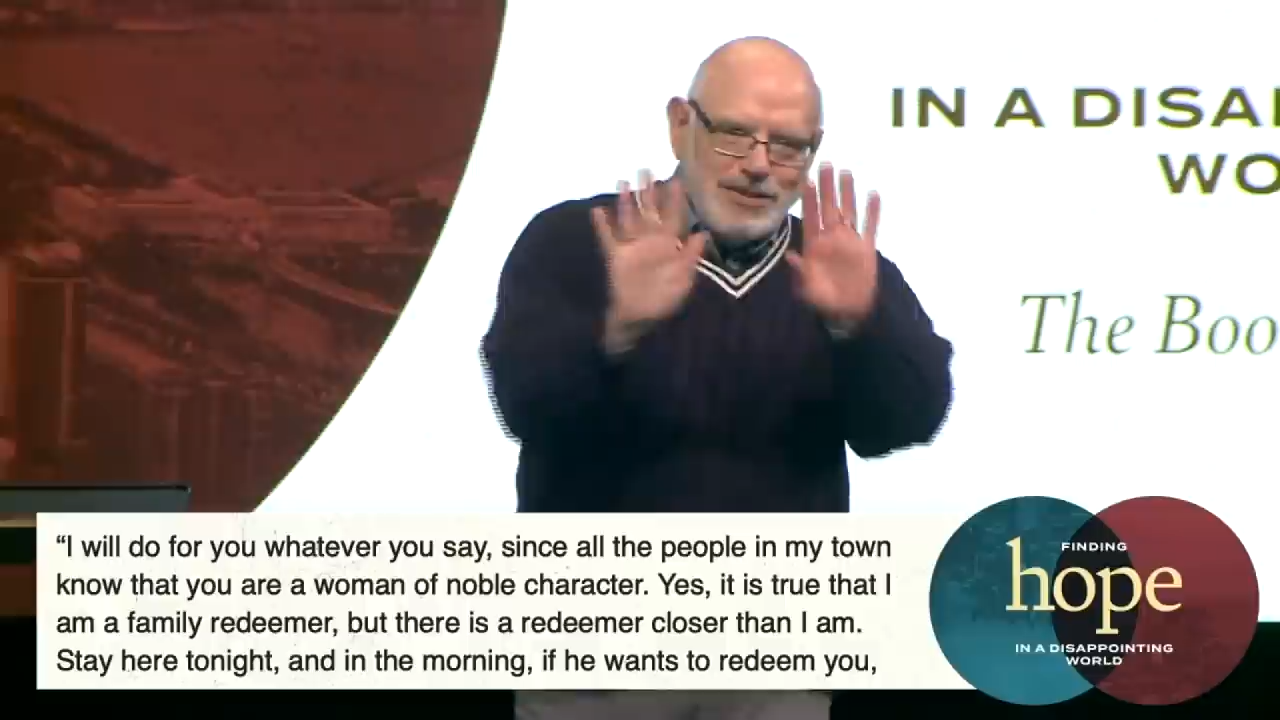 IN A DISAP
WO
The Boo
“I will do for you whatever you say, since all the people in my town
know that you are a woman of noble character. Yes, it is true that I
am a family redeemer, but there is a redeemer closer than I am.
Stay here tonight, and in the morning, if he wants to redeem you,
FINDING
hope
IN A DISAPPOINTING
WORLD